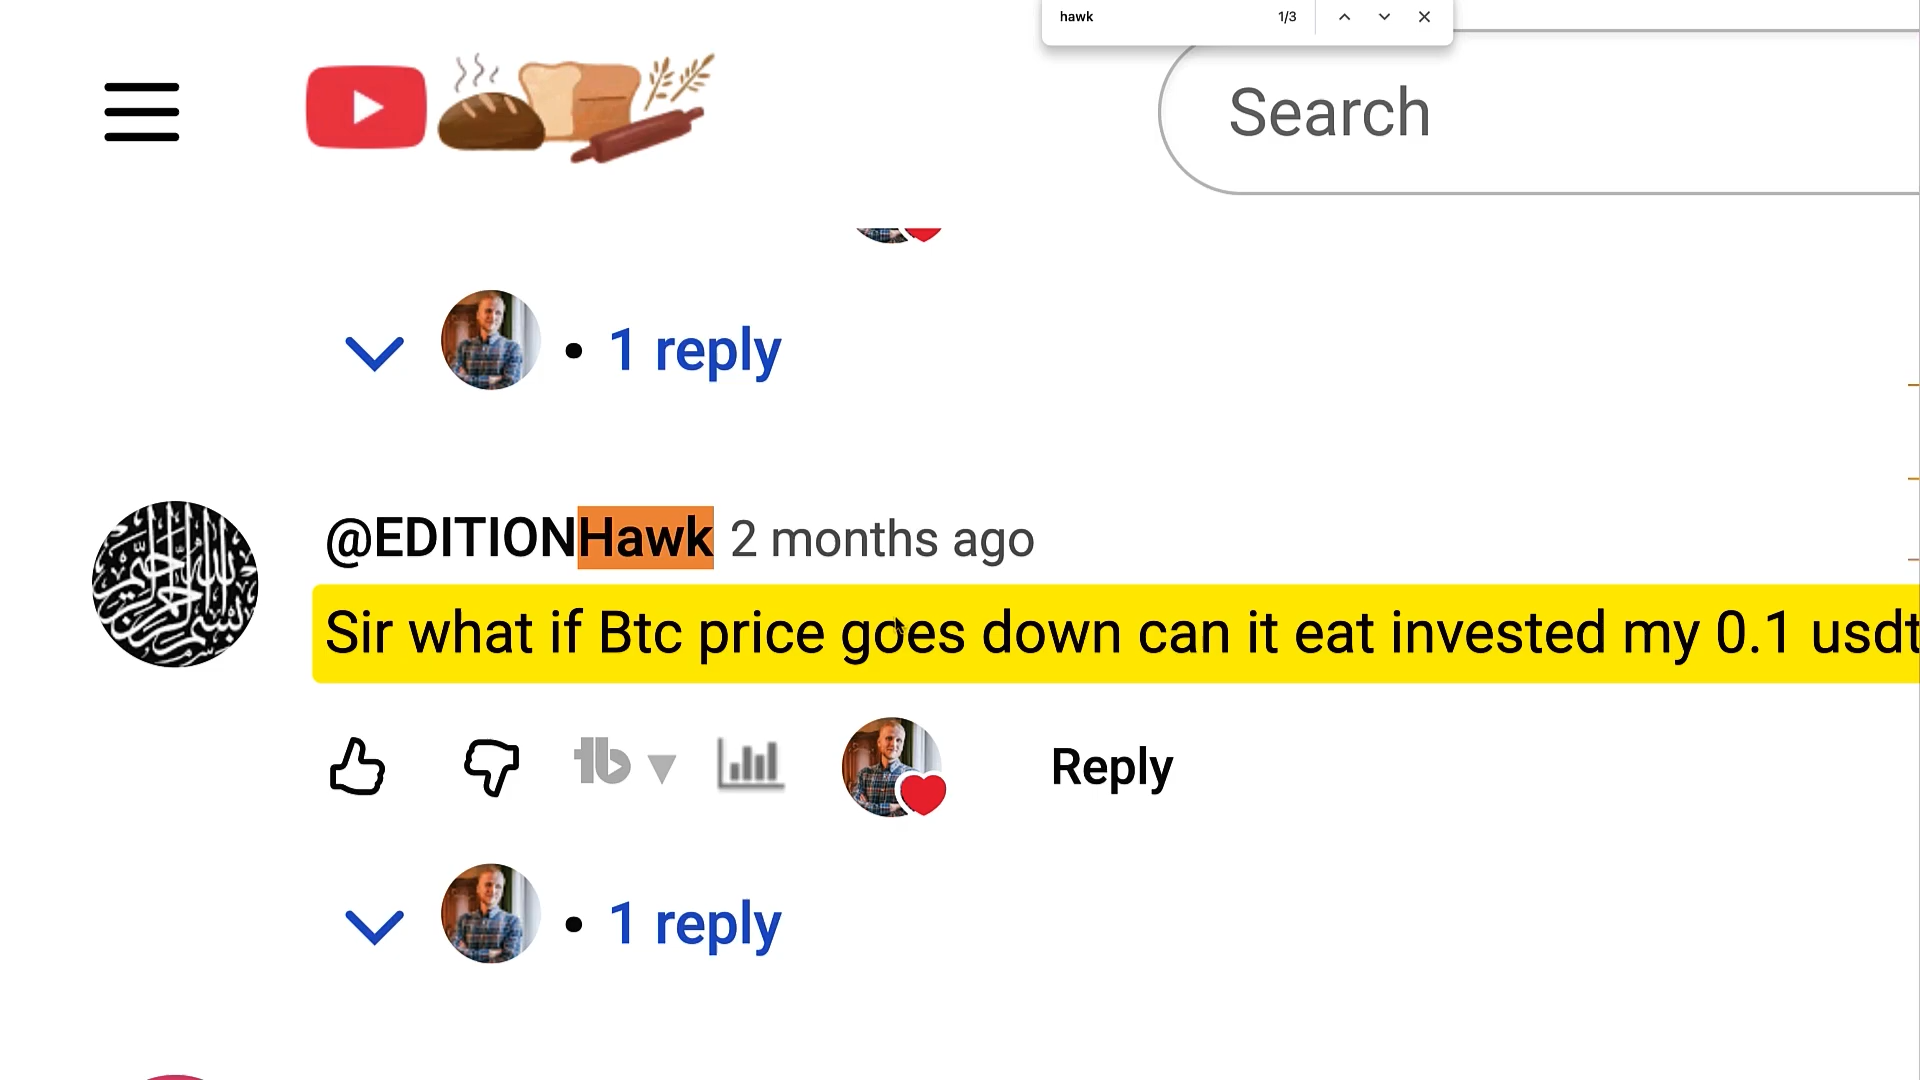 hawk 1/3
Search
• 1 reply
@EDITIONHawk 2 months ago
Sir what if Btc price goes down can it eat invested my 0.1 usdt
Reply
• 1 reply